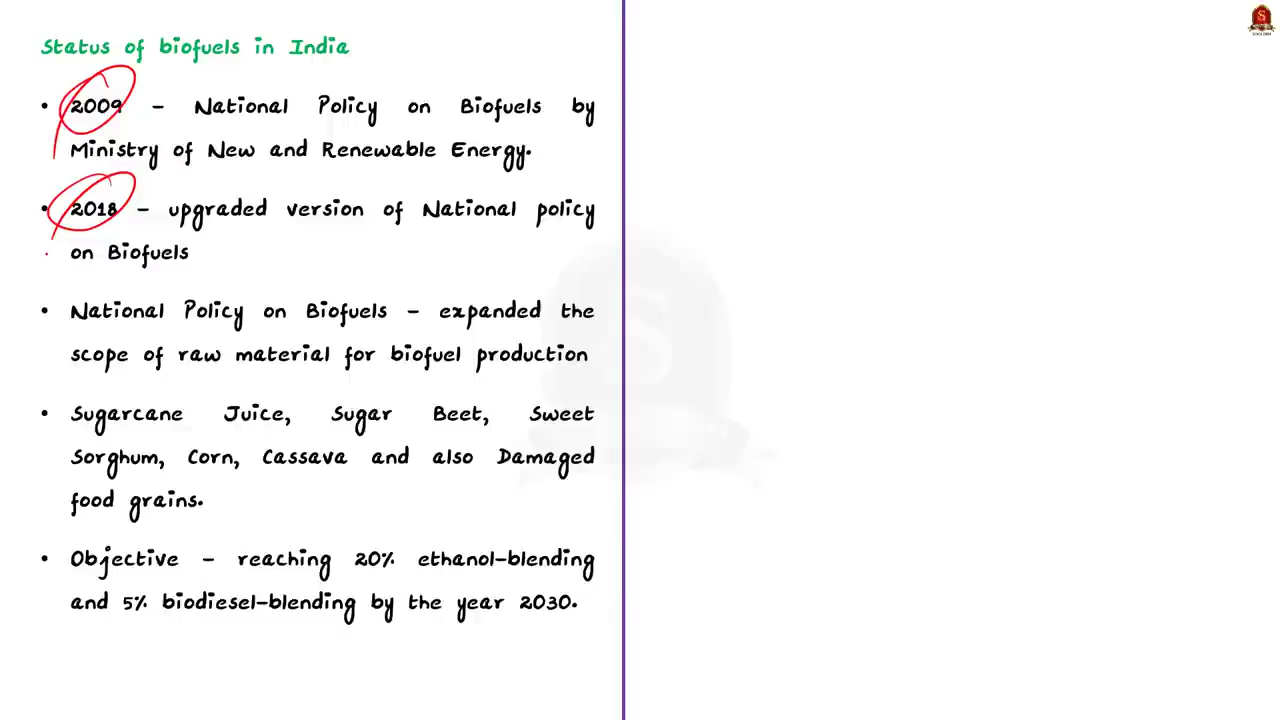 Status of biofuels in India
• 2009 – National Policy on Biofuels by
Ministry of New and Renewable Energy.
• 2018 – upgraded version of National policy
on Biofuels
• National Policy on Biofuels – expanded the
scope of raw material for biofuel production
• Sugarcane Juice, Sugar Beet, Sweet
Sorghum, Corn, Cassava and also Damaged
food grains.
• Objective – reaching 20% ethanol-blending
and 5% biodiesel-blending by the year 2030.